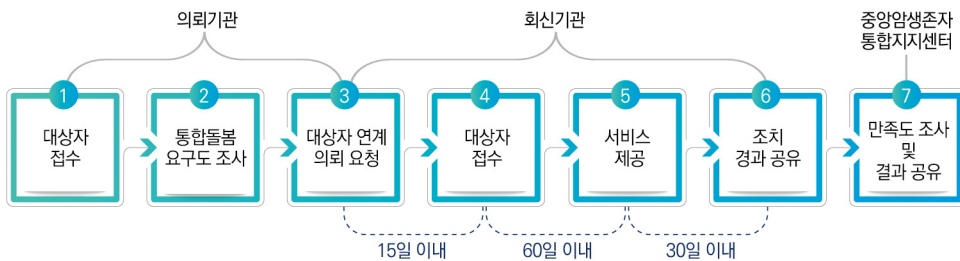 의뢰기관
회신기관
중앙암생존자
통합지지센터
1
대상자
접수
2
통합돌봄
요구도 조사
3
대상자 연계
의뢰 요청
4
대상자
접수
5
서비스
제공
6
조치
경과 공유
7
만족도 조사
및
결과 공유
15일 이내
60일 이내
30일 이내